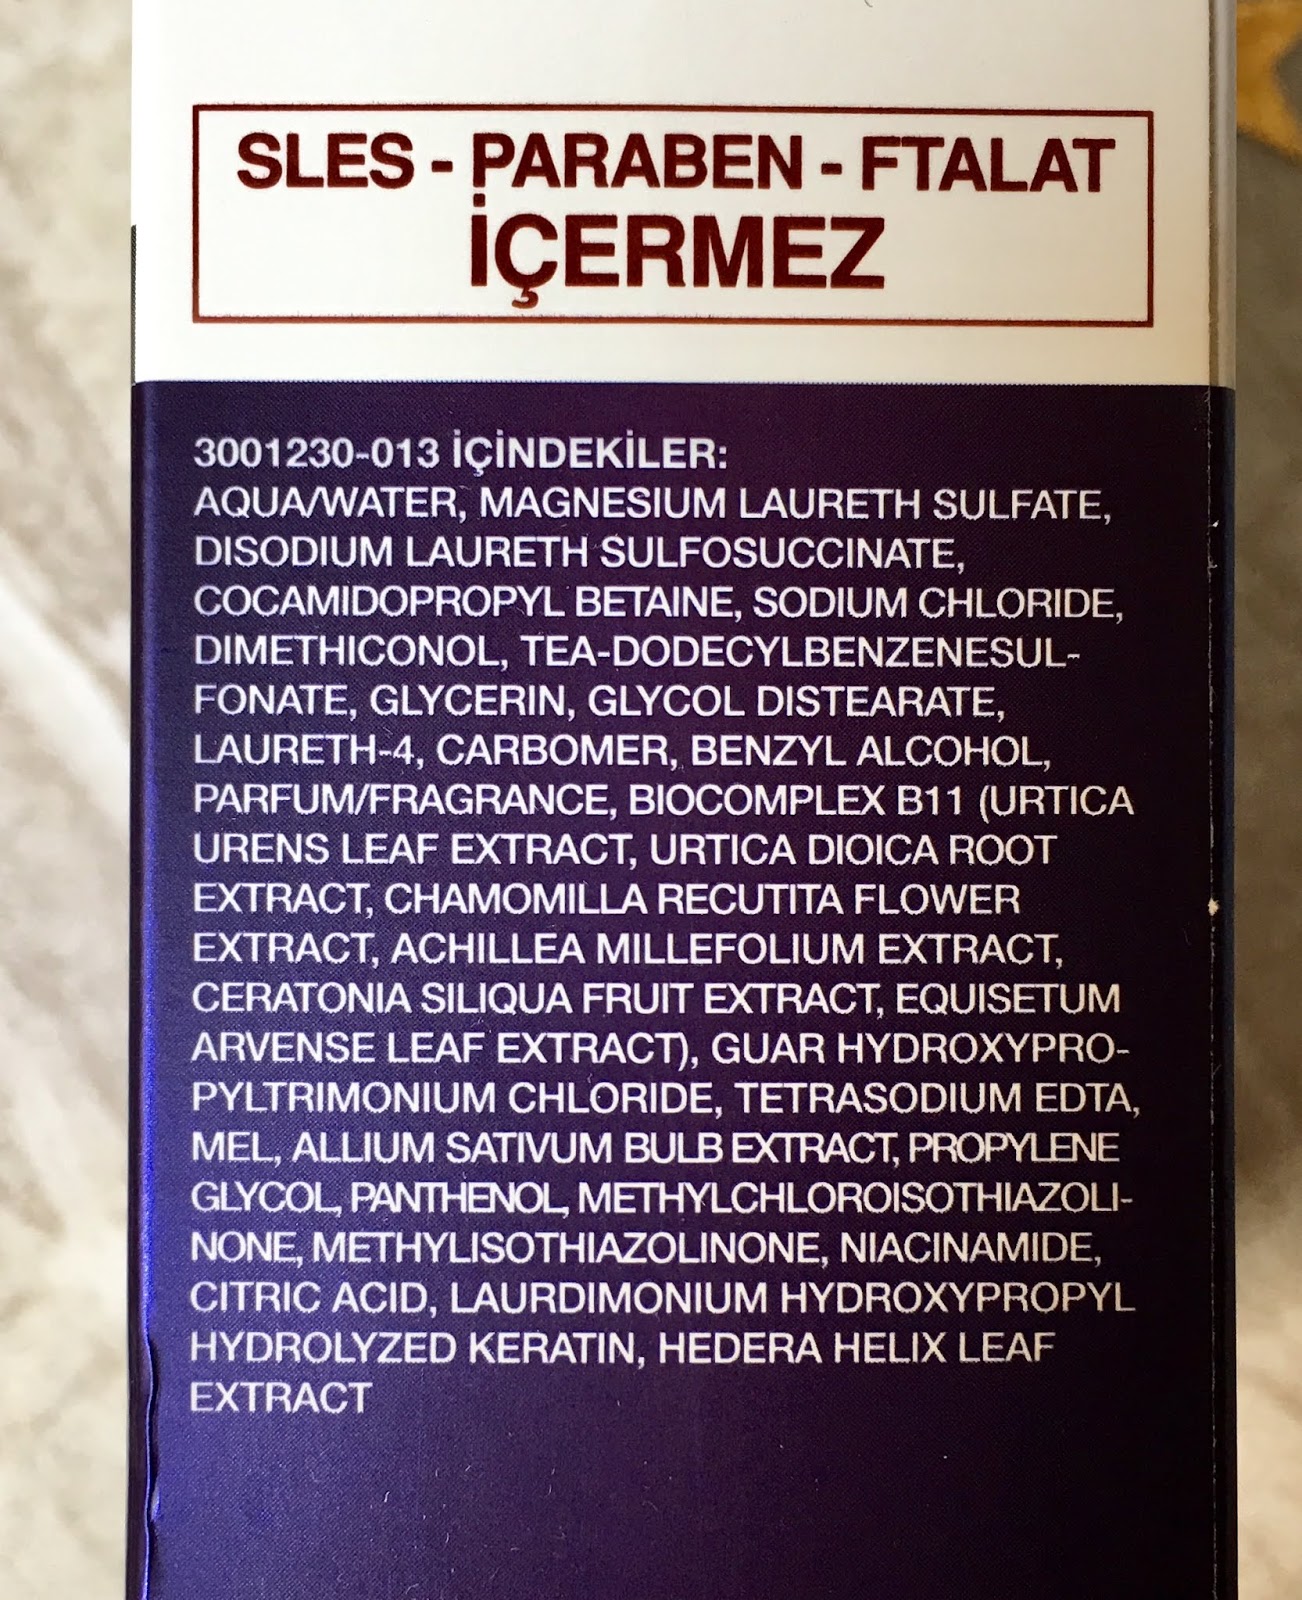 SLES - PARABEN - FTALAT
İÇERMEZ
3001230-013 İÇİNDEKİLER:
AQUA/WATER, MAGNESIUM LAURETH SULFATE,
DISODIUM LAURETH SULFOSUCCINATE,
COCAMIDOPROPYL BETAINE, SODIUM CHLORIDE,
DIMETHICONOL, TEA-DODECYLBENZENESUL-
FONATE, GLYCERIN, GLYCOL DISTEARATE,
LAURETH-4, CARBOMER, BENZYL ALCOHOL,
PARFUM/FRAGRANCE, BIOCOMPLEX B11 (URTICA
URENS LEAF EXTRACT, URTICA DIOICA ROOT
EXTRACT, CHAMOMILLA RECUTITA FLOWER
EXTRACT, ACHILLEA MILLEFOLIUM EXTRACT,
CERATONIA SILIQUA FRUIT EXTRACT, EQUISETUM
ARVENSE LEAF EXTRACT), GUAR HYDROXYPRO-
PYLTRIMONIUM CHLORIDE, TETRASODIUM EDTA,
MEL, ALLIUM SATIVUM BULB EXTRACT, PROPYLENE
GLYCOL, PANTHENOL, METHYLCHLOROISOTHIAZOLI-
NONE, METHYLISOTHIAZOLINONE, NIACINAMIDE,
CITRIC ACID, LAURDIMONIUM HYDROXYPROPYL
HYDROLYZED KERATIN, HEDERA HELIX LEAF
EXTRACT